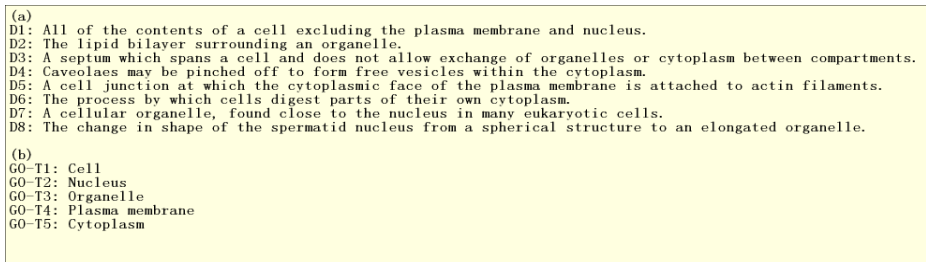 (a)
D1: All of the contents of a cell excluding the plasma membrane and nucleus.
D2: The lipid bilayer surrounding an organelle.
D3: A septum which spans a cell and does not allow exchange of organelles or cytoplasm between compartments.
D4: Caveolaes may be pinched off to form free vesicles within the cytoplasm.
D5: A cell junction at which the cytoplasmic face of the plasma membrane is attached to actin filaments.
D6: The process by which cells digest parts of their own cytoplasm.
D7: A cellular organelle, found close to the nucleus in many eukaryotic cells.
D8: The change in shape of the spermatid nucleus from a spherical structure to an elongated organelle.
(b)
GO-T1: Cell
GO-T2: Nucleus
GO-T3: Organelle
GO-T4: Plasma membrane
GO-T5: Cytoplasm